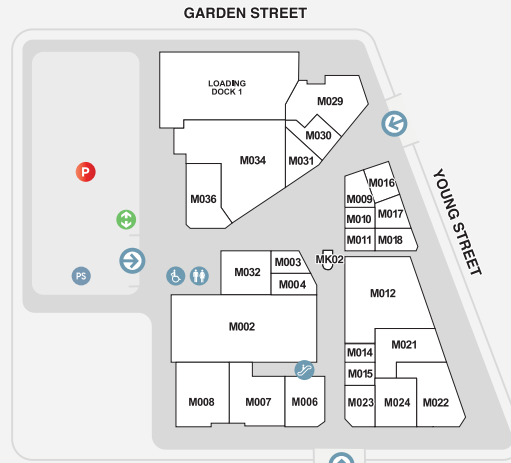 GARDEN STREET
LOADING
DOCK 1
M029
M030
M034
M031
P
M016
M036
M009
YOUNG STREET
M017
M010
M011
M018
M003
MK02
M032
PS
M004
M012
M002
M021
M014
M015
M008
M007
M006
M023
M024
M022